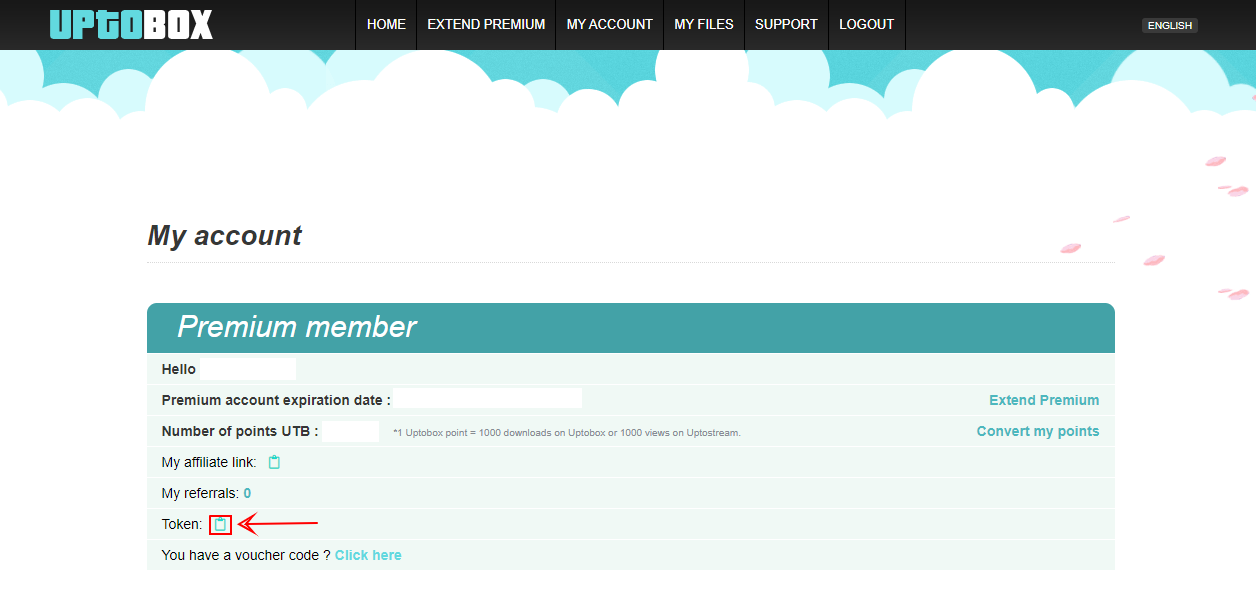 UPTOBOX
HOME EXTEND PREMIUM MY ACCOUNT MY FILES SUPPORT LOGOUT
ENGLISH
My account
Premium member
Hello
Premium account expiration date :
Extend Premium
Number of points UTB :
*1 Uptobox point = 1000 downloads on Uptobox or 1000 views on Uptostream.
Convert my points
My affiliate link:
My referrals: 0
Token:
You have a voucher code ? Click here